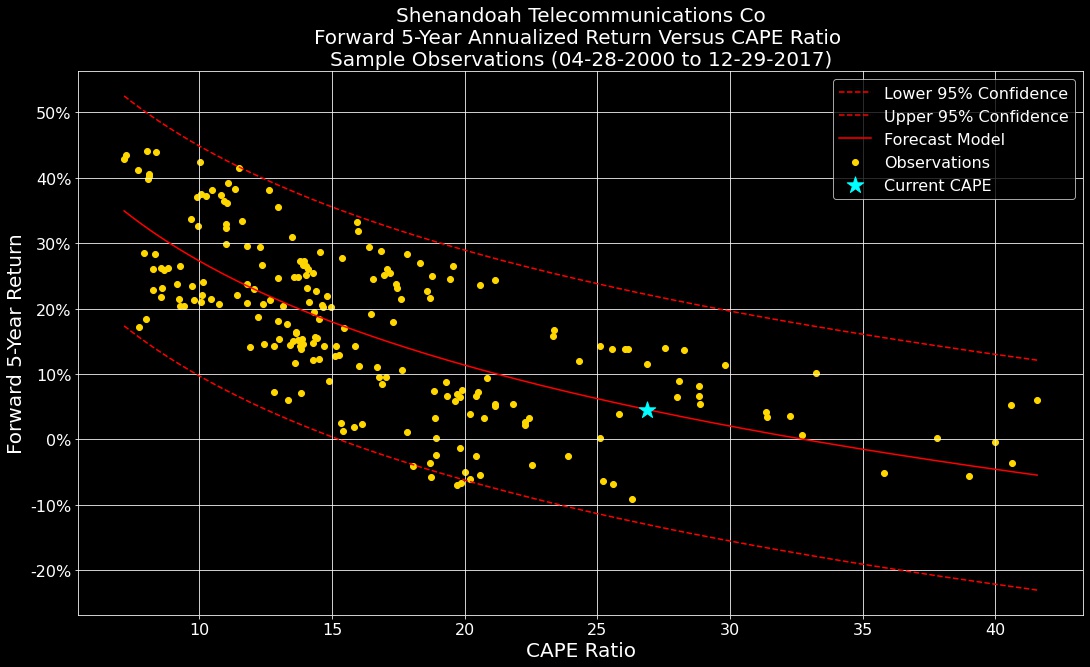 Shenandoah Telecommunications Co
Forward 5-Year Annualized Return Versus CAPE Ratio
Sample Observations (04-28-2000 to 12-29-2017)
Lower 95% Confidence
Upper 95% Confidence
Forecast Model
Observations
Current CAPE
Forward 5-Year Return
50%
40%
30%
20%
10%
0%
-10%
-20%
10 15 20 25 30 35 40
CAPE Ratio